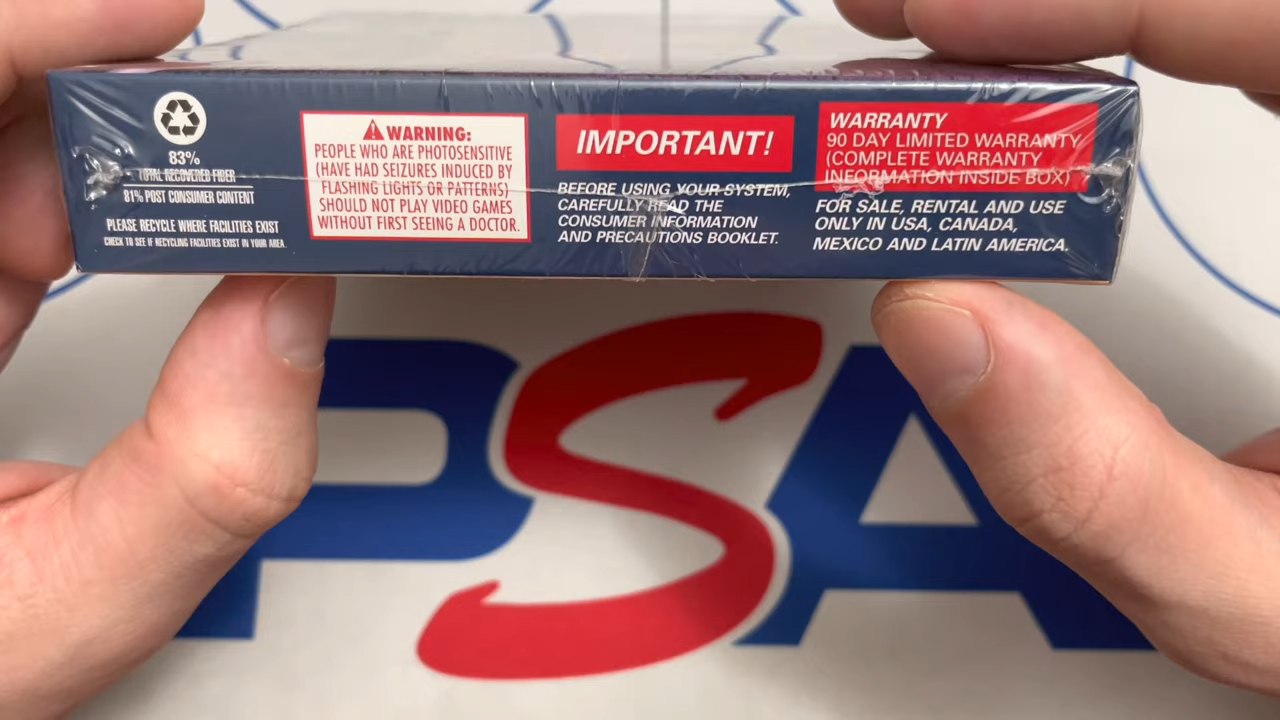 83%
TOTAL RECOVERED FIBER
81% POST CONSUMER CONTENT
PLEASE RECYCLE WHERE FACILITIES EXIST
CHECK TO SEE IF RECYCLING FACILITIES EXIST IN YOUR AREA.
WARNING:
PEOPLE WHO ARE PHOTOSENSITIVE
(HAVE HAD SEIZURES INDUCED BY
FLASHING LIGHTS OR PATTERNS)
SHOULD NOT PLAY VIDEO GAMES
WITHOUT FIRST SEEING A DOCTOR.
IMPORTANT!
BEFORE USING YOUR SYSTEM,
CAREFULLY READ THE
CONSUMER INFORMATION
AND PRECAUTIONS BOOKLET.
WARRANTY
90 DAY LIMITED WARRANTY
(COMPLETE WARRANTY
INFORMATION INSIDE BOX)
FOR SALE, RENTAL AND USE
ONLY IN USA, CANADA,
MEXICO AND LATIN AMERICA.
PSA